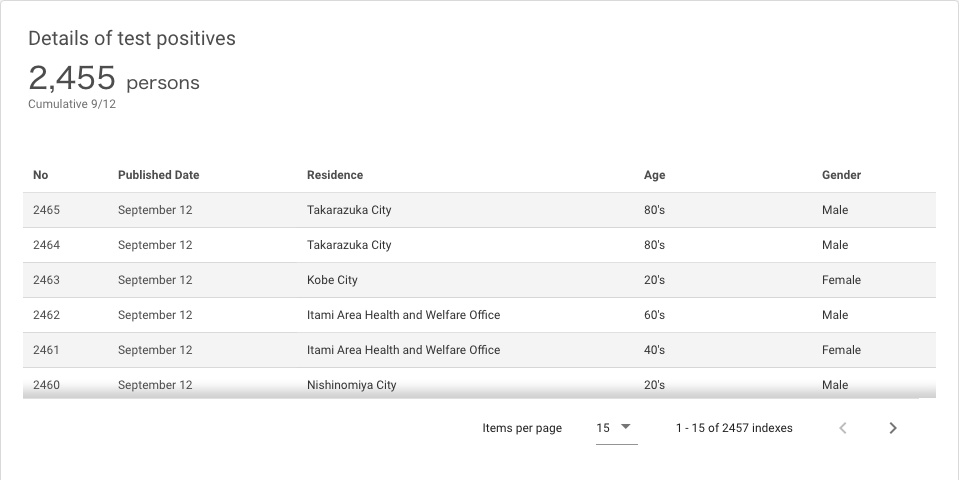 Details of test positives
2,455 persons
Cumulative 9/12
No Published Date Residence Age Gender
2465 September 12 Takarazuka City 80's Male
2464 September 12 Takarazuka City 80's Male
2463 September 12 Kobe City 20's Female
2462 September 12 Itami Area Health and Welfare Office 60's Male
2461 September 12 Itami Area Health and Welfare Office 40's Female
2460 September 12 Nishinomiya City 20's Male
Items per page 15 1 - 15 of 2457 indexes